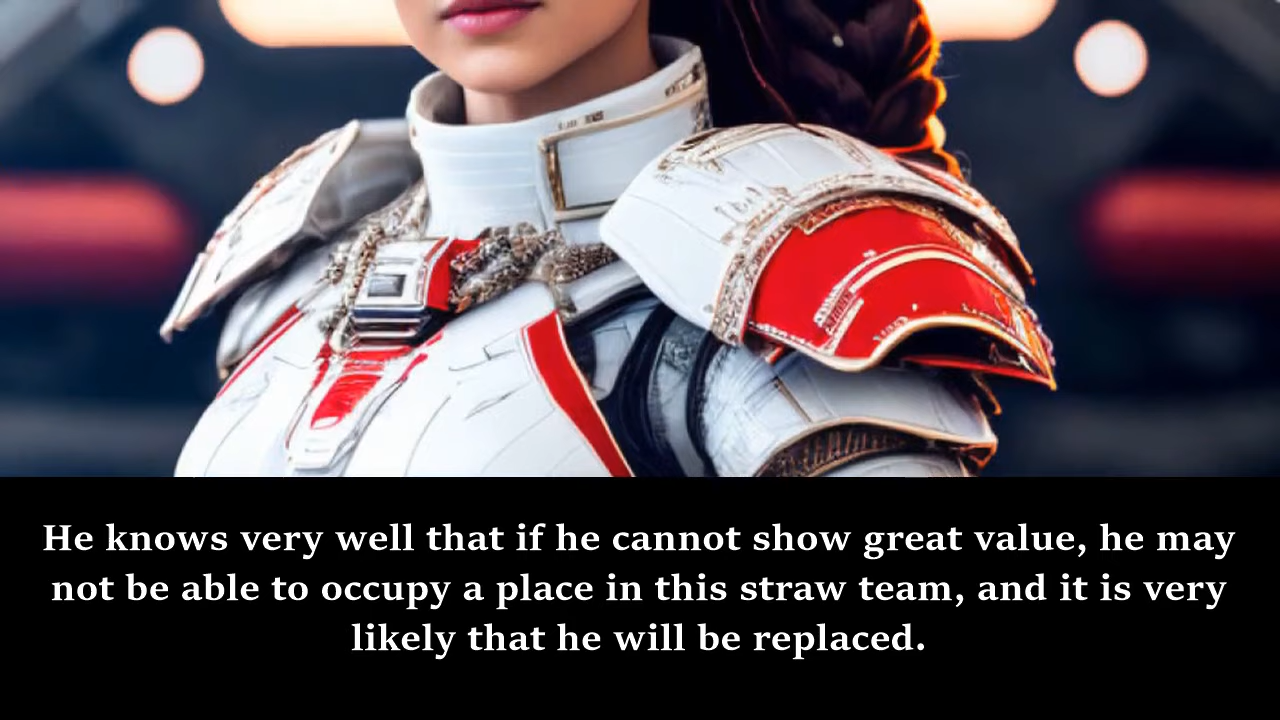 He knows very well that if he cannot show great value, he may
not be able to occupy a place in this straw team, and it is very
likely that he will be replaced.